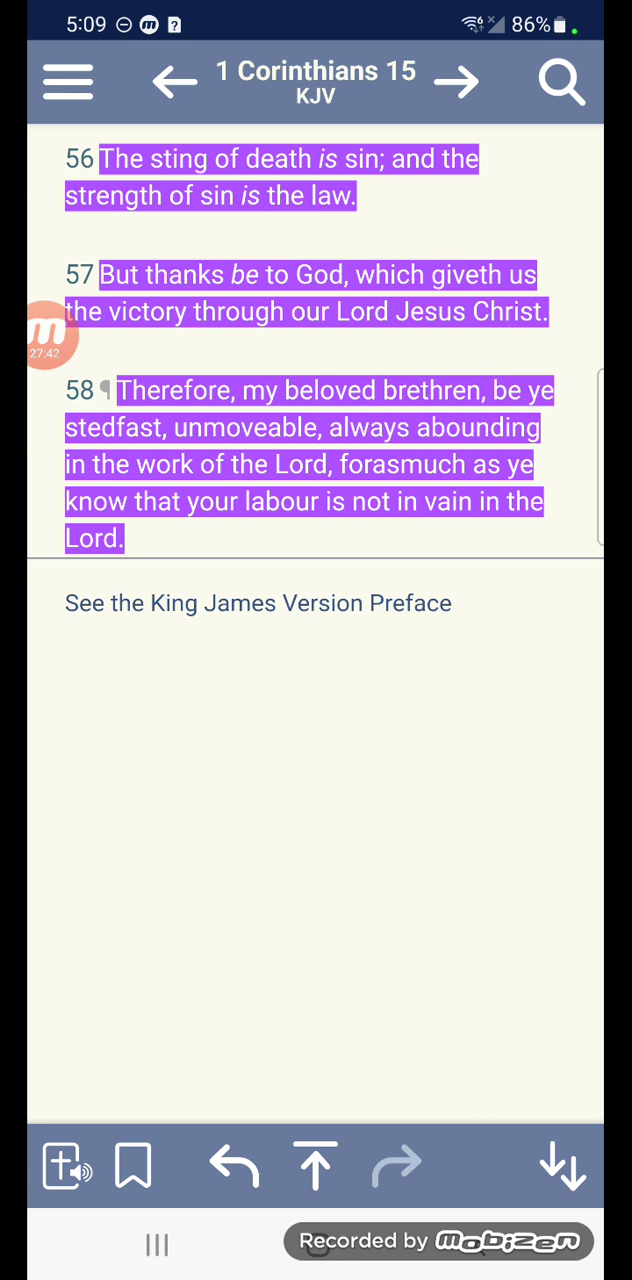 5:09 m ? 6 86%
1 Corinthians 15
KJV
56 The sting of death is sin; and the
strength of sin is the law.
57 But thanks be to God, which giveth us
the victory through our Lord Jesus Christ.
m
27:42
58 ¶ Therefore, my beloved brethren, be ye
stedfast, unmoveable, always abounding
in the work of the Lord, forasmuch as ye
know that your labour is not in vain in the
Lord.
See the King James Version Preface
Recorded by mobizen